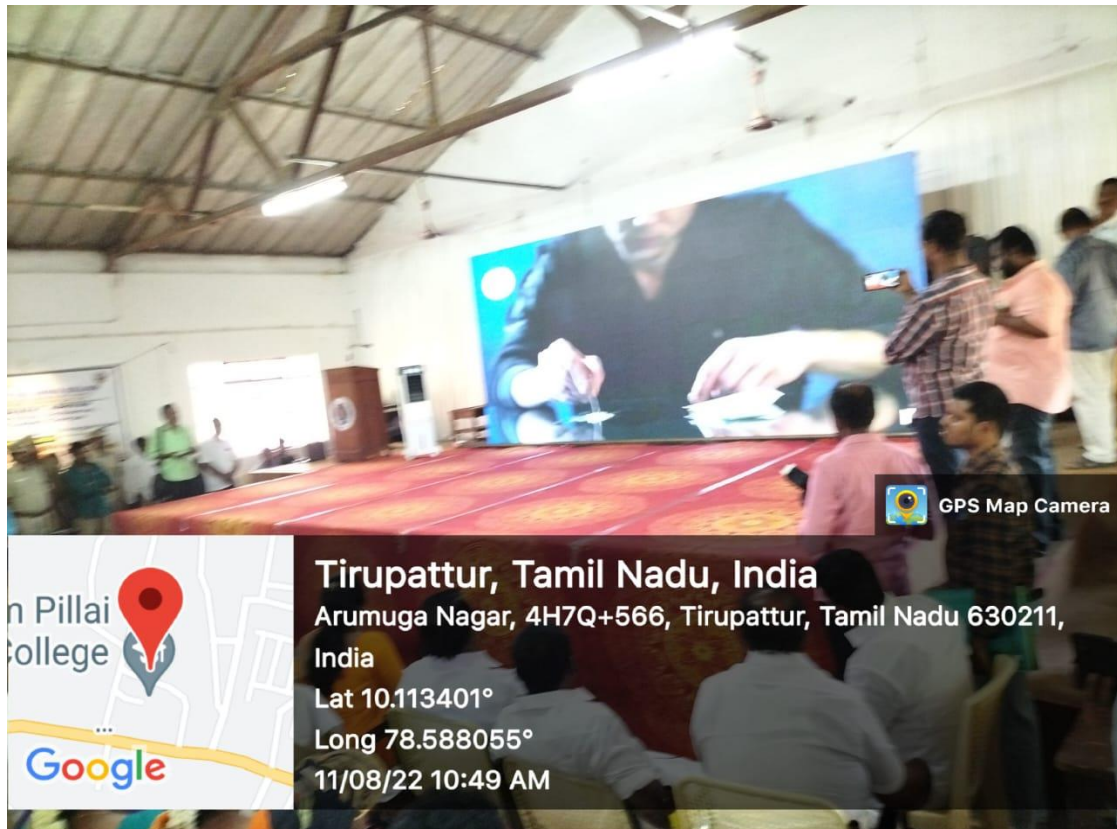 GPS Map Camera
Tirupattur, Tamil Nadu, India
Arumuga Nagar, 4H7Q+566, Tirupattur, Tamil Nadu 630211,
India
Lat 10.113401°
Long 78.588055°
11/08/22 10:49 AM
m Pillai
College
Google